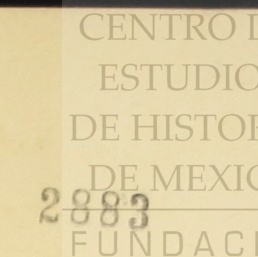 CENTRO D
ESTUDIO
DE HISTOR
DE MEXIC
2883
FUNDACI